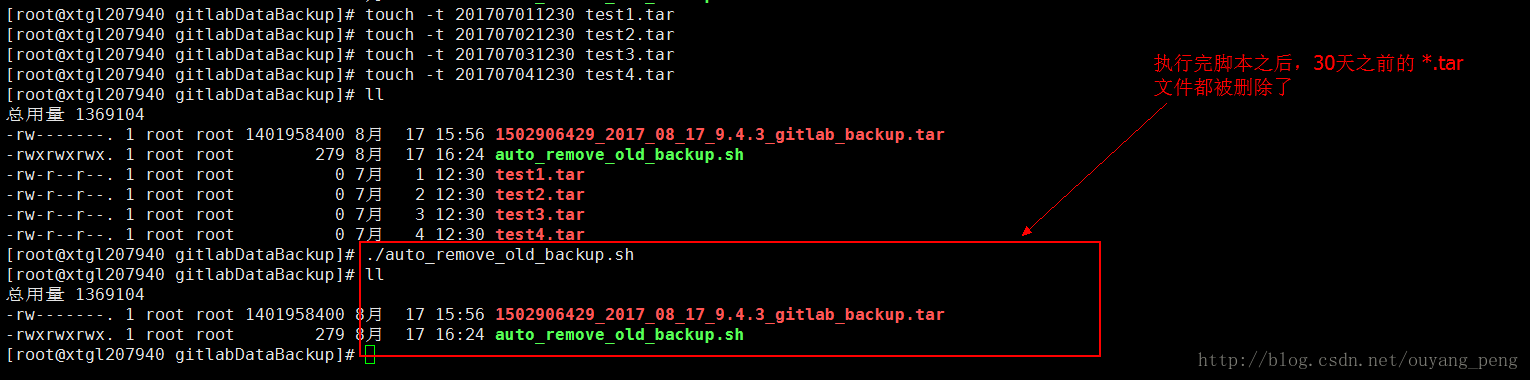 [root@xtgl207940 gitlabDataBackup]# touch -t 201707011230 test1.tar
[root@xtgl207940 gitlabDataBackup]# touch -t 201707021230 test2.tar
[root@xtgl207940 gitlabDataBackup]# touch -t 201707031230 test3.tar
[root@xtgl207940 gitlabDataBackup]# touch -t 201707041230 test4.tar
[root@xtgl207940 gitlabDataBackup]# ll
总用量 1369104
-rw-------. 1 root root 1401958400 8月  17 15:56 1502906429_2017_08_17_9.4.3_gitlab_backup.tar
-rwxrwxrwx. 1 root root        279 8月  17 16:24 auto_remove_old_backup.sh
-rw-r--r--. 1 root root          0 7月   1 12:30 test1.tar
-rw-r--r--. 1 root root          0 7月   2 12:30 test2.tar
-rw-r--r--. 1 root root          0 7月   3 12:30 test3.tar
-rw-r--r--. 1 root root          0 7月   4 12:30 test4.tar
[root@xtgl207940 gitlabDataBackup]# ./auto_remove_old_backup.sh
[root@xtgl207940 gitlabDataBackup]# ll
总用量 1369104
-rw-------. 1 root root 1401958400 8月  17 15:56 1502906429_2017_08_17_9.4.3_gitlab_backup.tar
-rwxrwxrwx. 1 root root        279 8月  17 16:24 auto_remove_old_backup.sh
[root@xtgl207940 gitlabDataBackup]#
执行完脚本之后，30天之前的 *.tar
文件都被删除了
http://blog.csdn.net/ouyang_peng